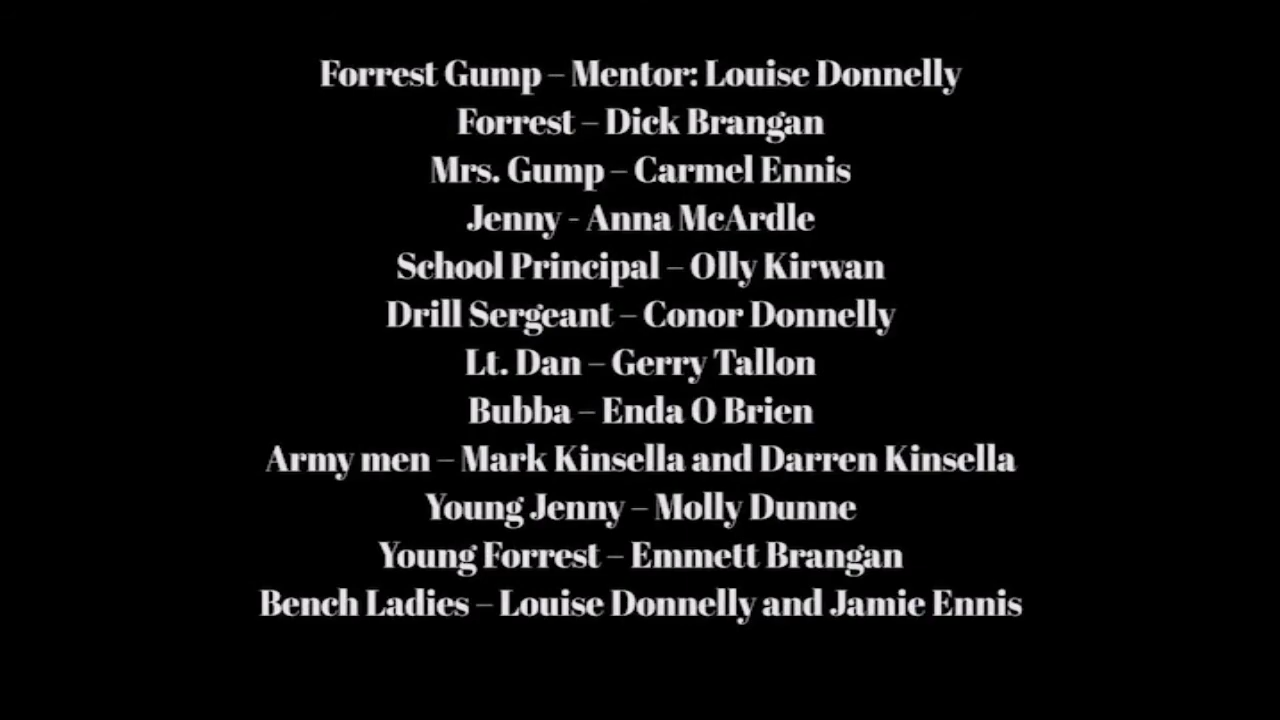 Forrest Gump – Mentor: Louise Donnelly
Forrest – Dick Brangan
Mrs. Gump – Carmel Ennis
Jenny - Anna McArdle
School Principal – Olly Kirwan
Drill Sergeant – Conor Donnelly
Lt. Dan – Gerry Tallon
Bubba – Enda O Brien
Army men – Mark Kinsella and Darren Kinsella
Young Jenny – Molly Dunne
Young Forrest – Emmett Brangan
Bench Ladies – Louise Donnelly and Jamie Ennis